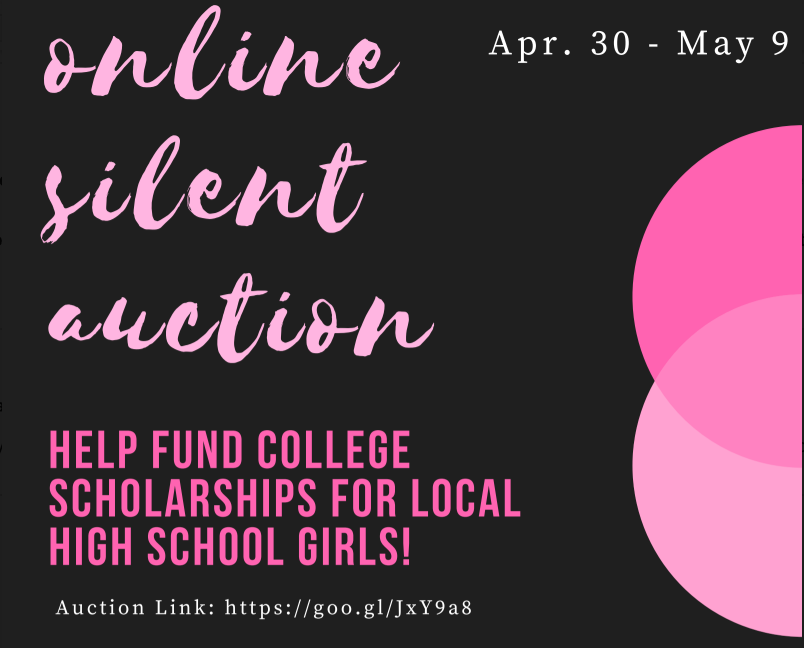 online
Apr. 30 - May 9
silent
auction
HELP FUND COLLEGE
SCHOLARSHIPS FOR LOCAL
HIGH SCHOOL GIRLS!
Auction Link: https://goo.gl/JxY9a8